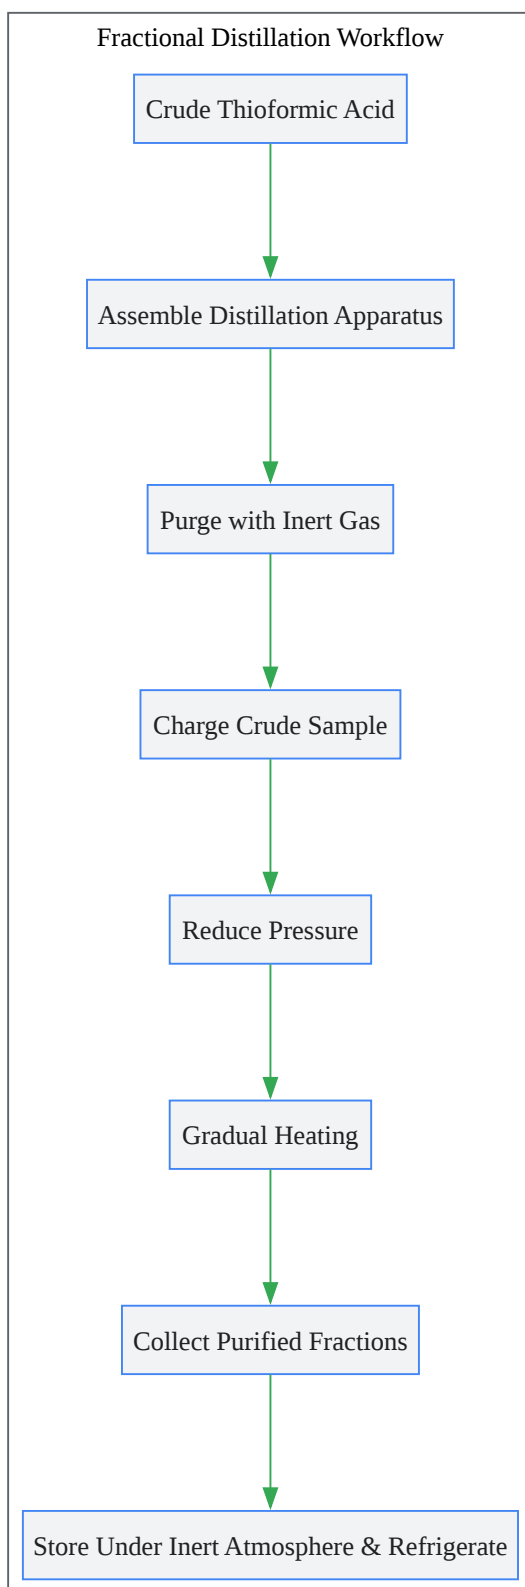 Fractional Distillation Workflow
Crude Thioformic Acid
Assemble Distillation Apparatus
Purge with Inert Gas
Charge Crude Sample
Reduce Pressure
Gradual Heating
Collect Purified Fractions
Store Under Inert Atmosphere & Refrigerate